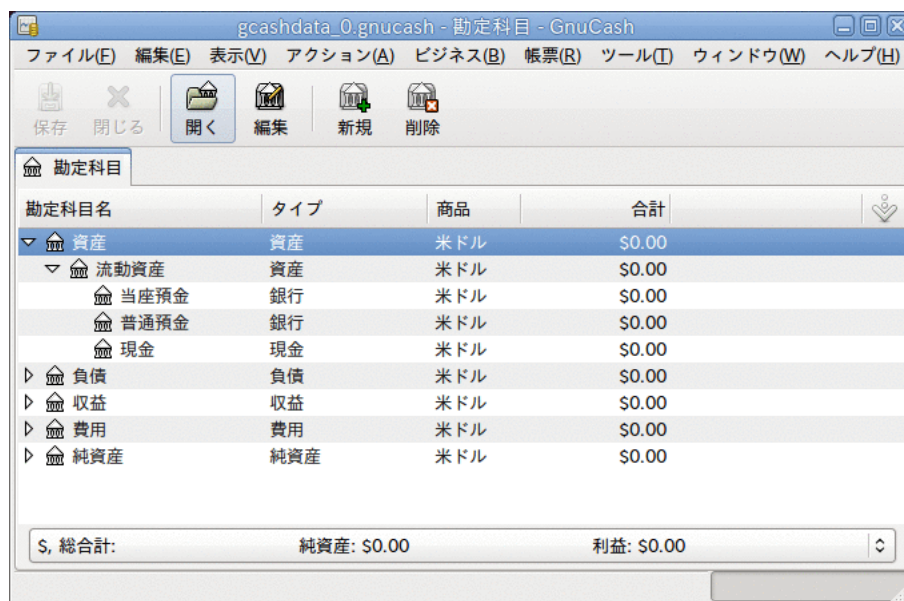 gcashdata_0.gnucash - 勘定科目 - GnuCash
ファイル(F) 編集(E) 表示(V) アクション(A) ビジネス(B) 帳票(R) ツール(T) ウィンドウ(W) ヘルプ(H)
保存 閉じる 開く 編集 新規 削除
勘定科目
勘定科目名 タイプ 商品 合計
資産 資産 米ドル $0.00
流動資産 資産 米ドル $0.00
当座預金 銀行 米ドル $0.00
普通預金 銀行 米ドル $0.00
現金 現金 米ドル $0.00
負債 負債 米ドル $0.00
収益 収益 米ドル $0.00
費用 費用 米ドル $0.00
純資産 純資産 米ドル $0.00
$, 総合計: 純資産: $0.00 利益: $0.00